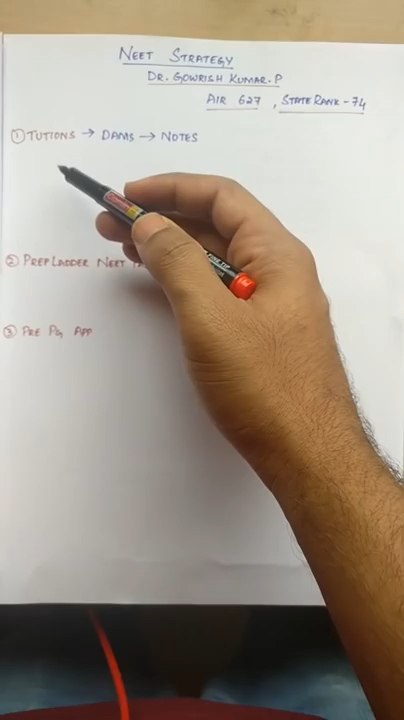 NEET STRATEGY
DR. GOWRISH KUMAR. P
AIR 627 , STATE RANK - 74
① TUTIONS → DAMS → NOTES
② PREPLADDER NEET
③ PRE PG APP